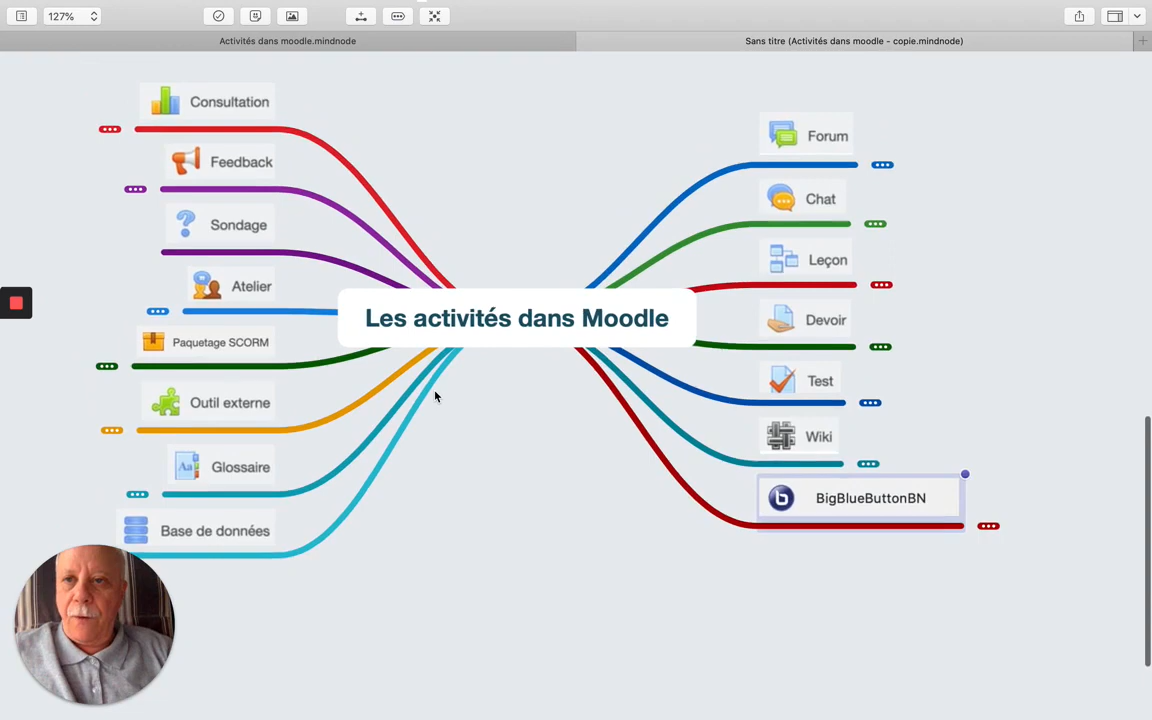 127%
Activités dans moodle.mindnode
Sans titre (Activités dans moodle - copie.mindnode)
Consultation
Feedback
Sondage
Atelier
Paquetage SCORM
Outil externe
Glossaire
Base de données
Les activités dans Moodle
Forum
Chat
Leçon
Devoir
Test
Wiki
b BigBlueButtonBN
Aa